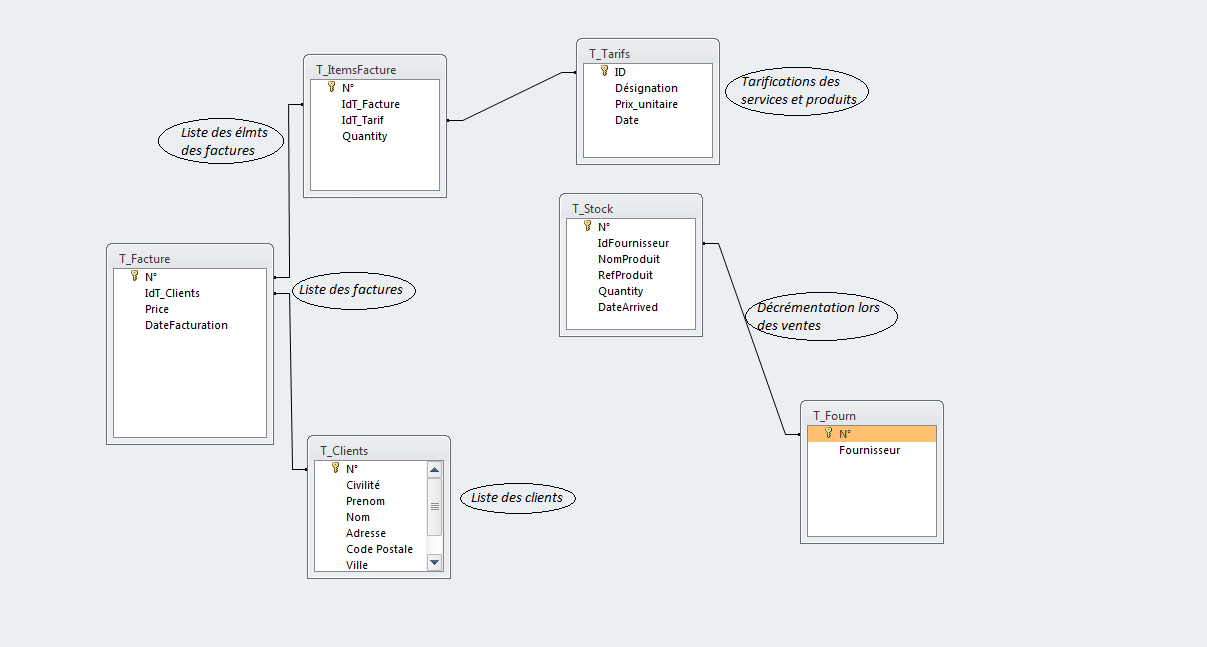 T_ItemsFacture
N°
IdT_Facture
IdT_Tarif
Quantity
T_Tarifs
ID
Désignation
Prix_unitaire
Date
Tarifications des
services et produits
Liste des élmts
des factures
T_Stock
N°
IdFournisseur
NomProduit
RefProduit
Quantity
DateArrived
T_Facture
N°
IdT_Clients
Price
DateFacturation
Liste des factures
Décrémentation lors
des ventes
T_Fourn
N°
Fournisseur
T_Clients
N°
Civilité
Prenom
Nom
Adresse
Code Postale
Ville
Liste des clients